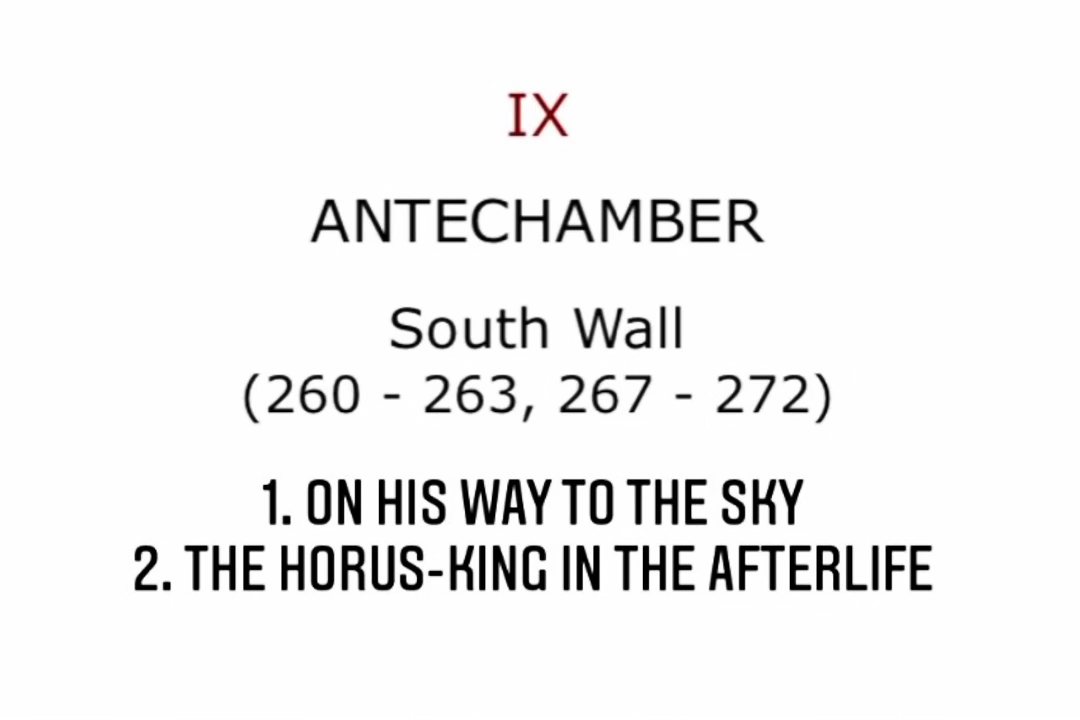 IX
ANTECHAMBER
South Wall
(260 - 263, 267 - 272)
1. ON HIS WAY TO THE SKY
2. THE HORUS-KING IN THE AFTERLIFE